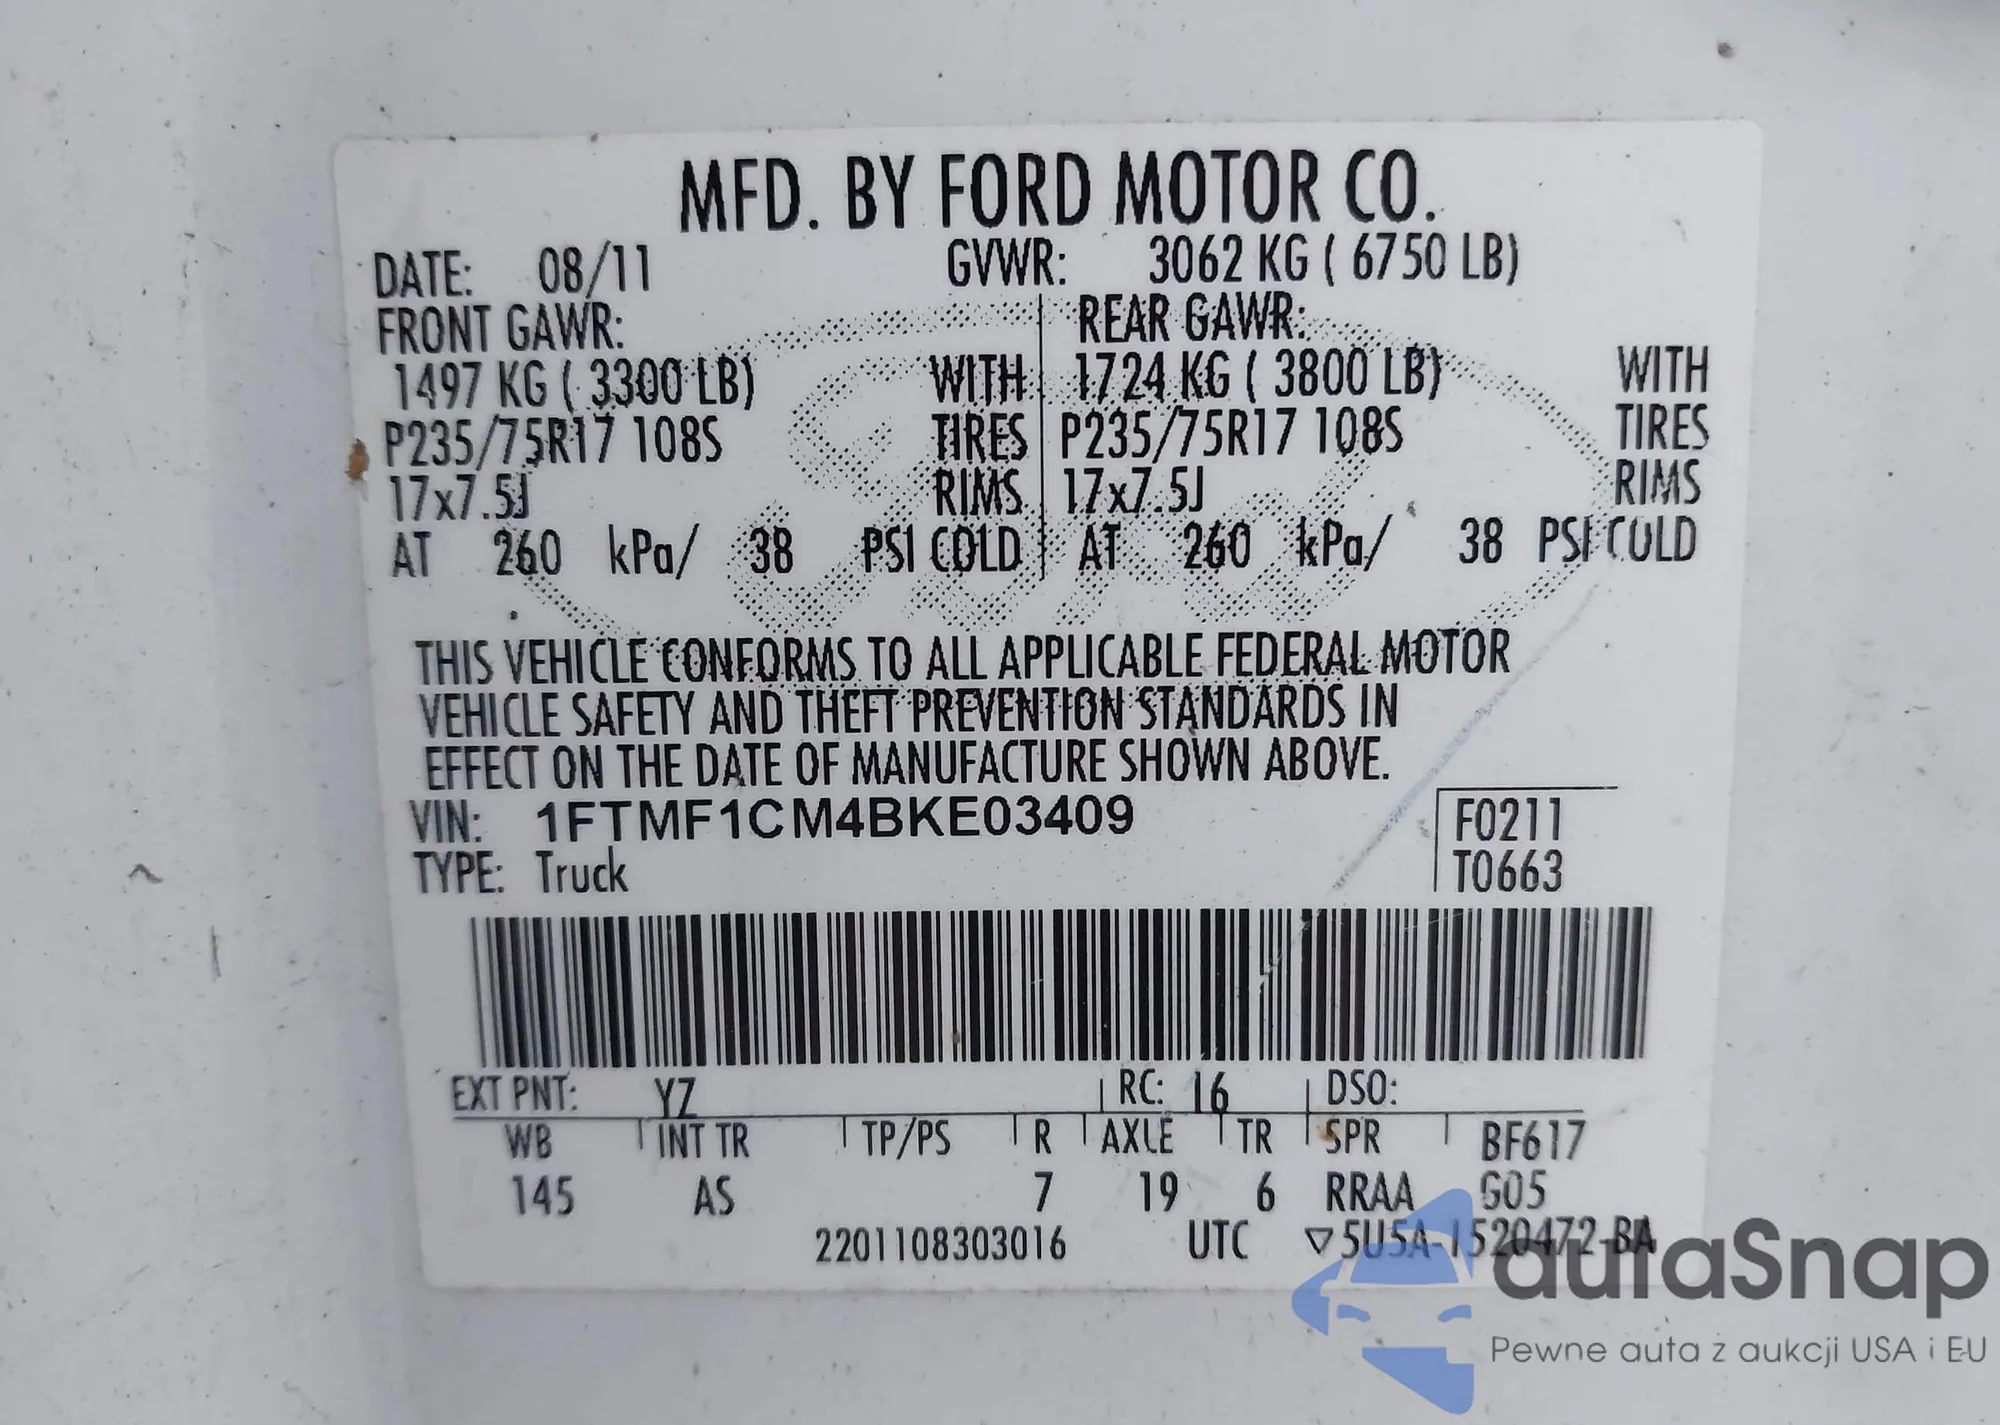 MFD. BY FORD MOTOR CO.
DATE: 08/11 GVWR: 3062 KG ( 6750 LB)
FRONT GAWR: REAR GAWR:
1497 KG ( 3300 LB) WITH 1724 KG ( 3800 LB) WITH
P235/75R17 108S TIRES P235/75R17 108S TIRES
17x7.5J RIMS 17x7.5J RIMS
AT 260 kPa/ 38 PSI COLD AT 260 kPa/ 38 PSI COLD
THIS VEHICLE CONFORMS TO ALL APPLICABLE FEDERAL MOTOR
VEHICLE SAFETY AND THEFT PREVENTION STANDARDS IN
EFFECT ON THE DATE OF MANUFACTURE SHOWN ABOVE.
VIN: 1FTMF1CM4BKE03409 F0211
TYPE: Truck T0663
EXT PNT: YZ RC: 16 DSO:
WB INT TR TP/PS R AXLE TR SPR BF617
145 AS 7 19 6 RRAA G05
2201108303016 UTC ▽5U5A-1520472-BA
autaSnap
Pewne auta z aukcji USA i EU